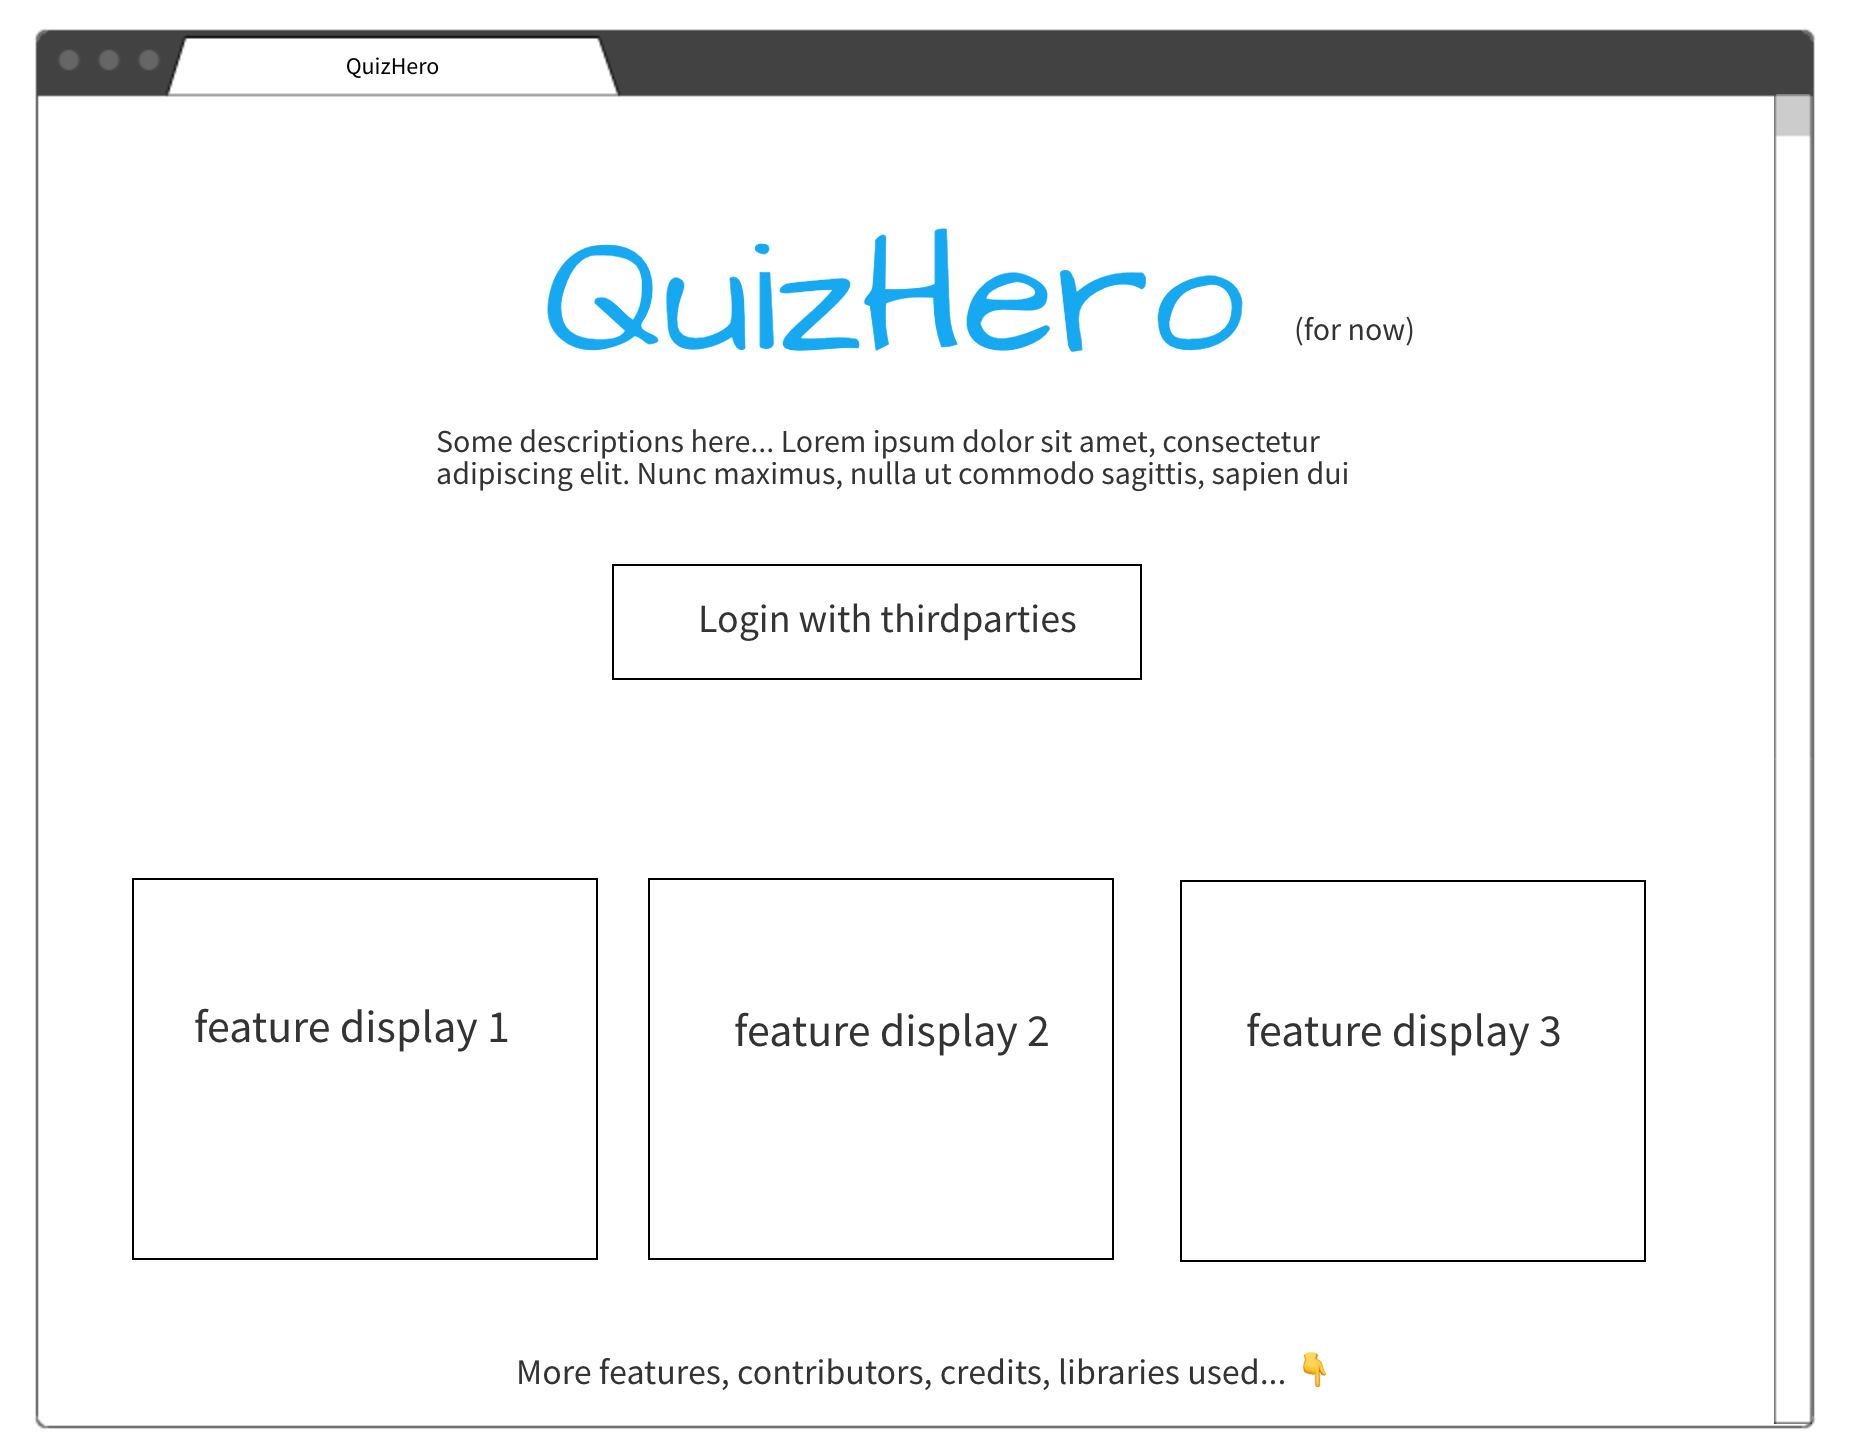 QuizHero
QuizHero (for now)
Some descriptions here... Lorem ipsum dolor sit amet, consectetur
adipiscing elit. Nunc maximus, nulla ut commodo sagittis, sapien dui
Login with thirdparties
feature display 1
feature display 2
feature display 3
More features, contributors, credits, libraries used... 👇